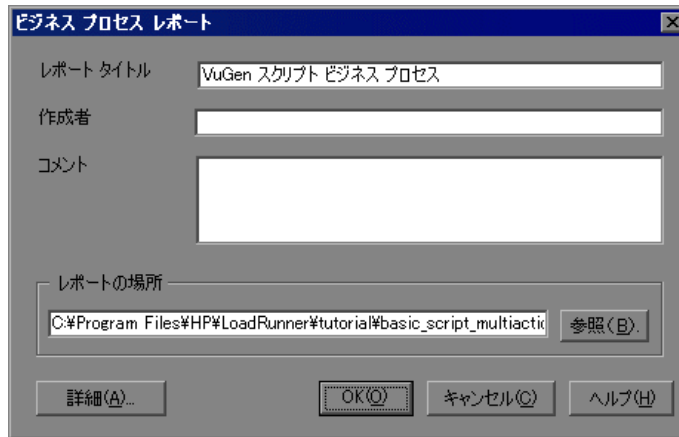 ビジネス プロセス レポート
レポート タイトル
VuGen スクリプト ビジネス プロセス
作成者
コメント
レポートの場所
C:¥Program Files¥HP¥LoadRunner¥tutorial¥basic_script_multiactic
参照(B).
詳細(A)...
OK(O)
キャンセル(C)
ヘルプ(H)